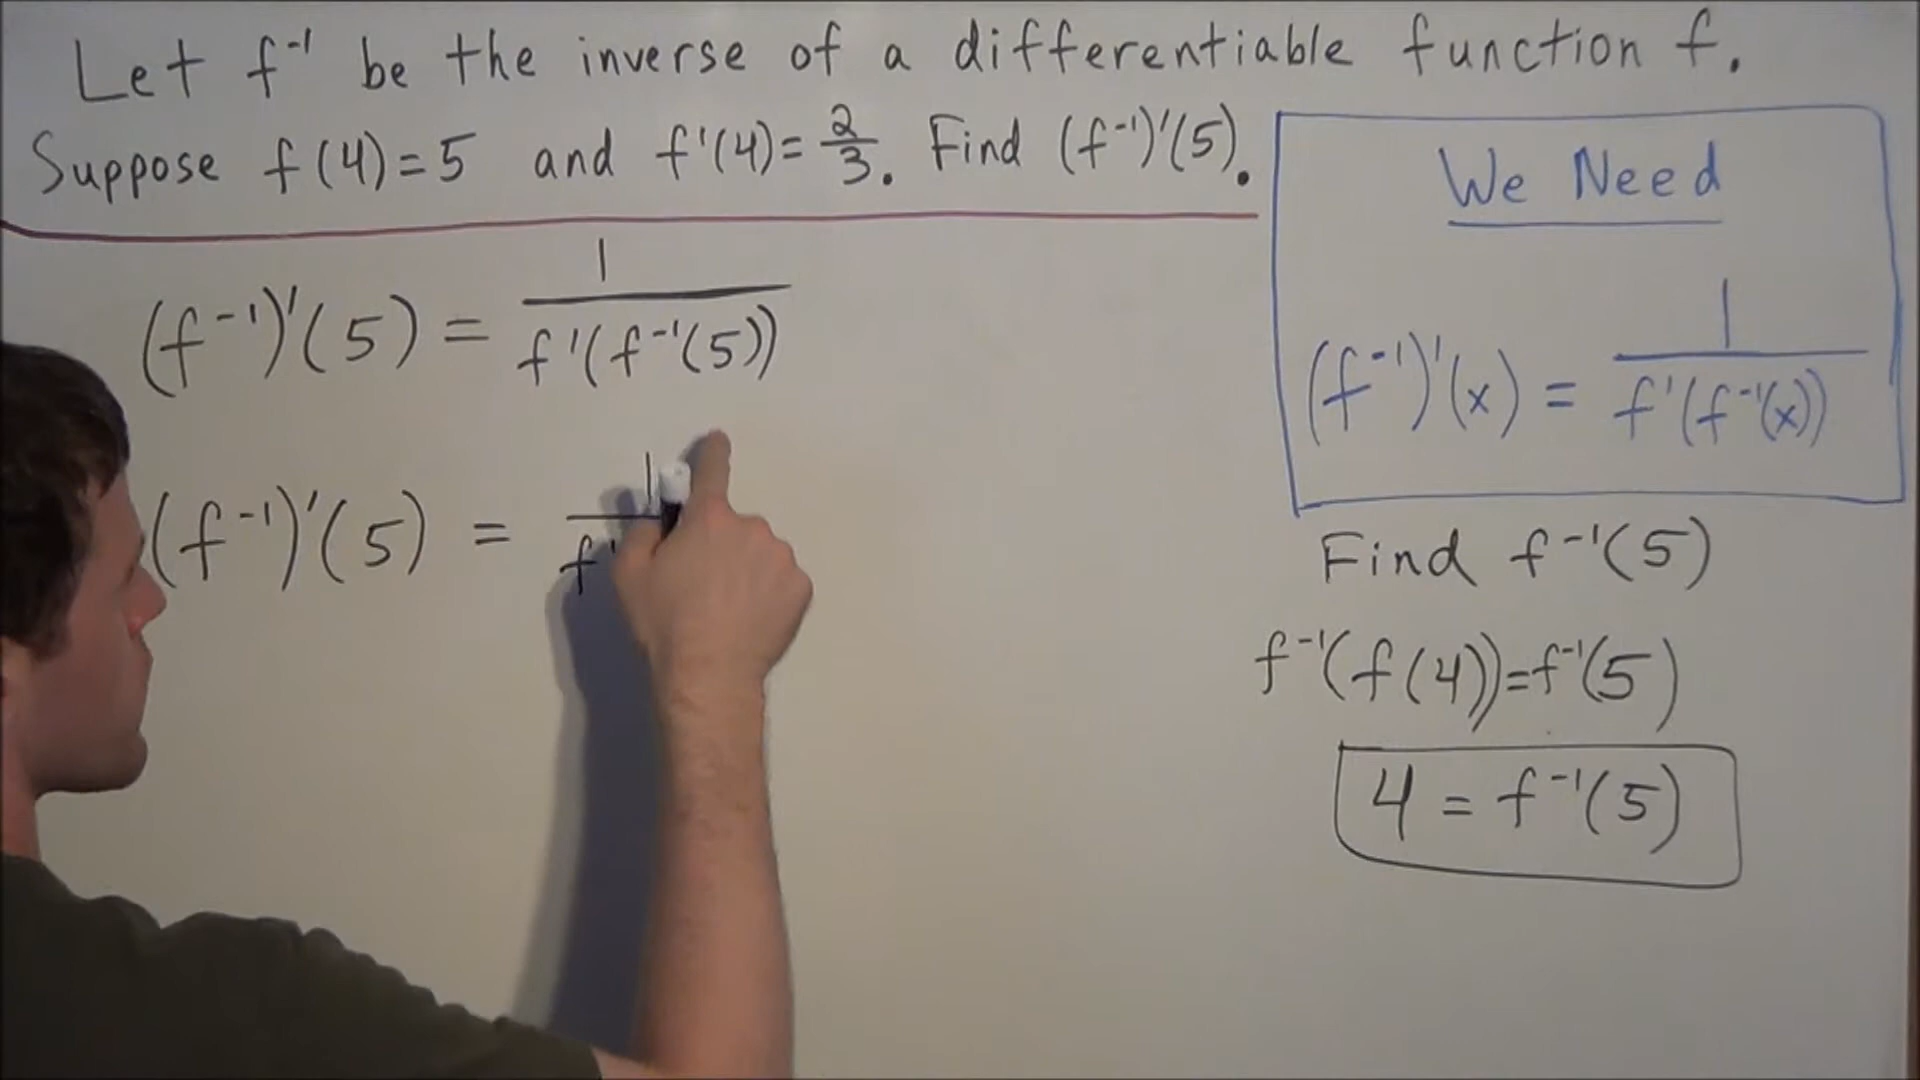 Let f⁻¹ be the inverse of a differentiable function f.
Suppose f(4)=5 and f'(4)=2/3. Find (f⁻¹)'(5).
(f⁻¹)'(5) = 1/f'(f⁻¹(5))
(f⁻¹)'(5) = 1/f'
We Need
(f⁻¹)'(x) = 1/f'(f⁻¹(x))
Find f⁻¹(5)
f⁻¹(f(4))=f⁻¹(5)
4 = f⁻¹(5)